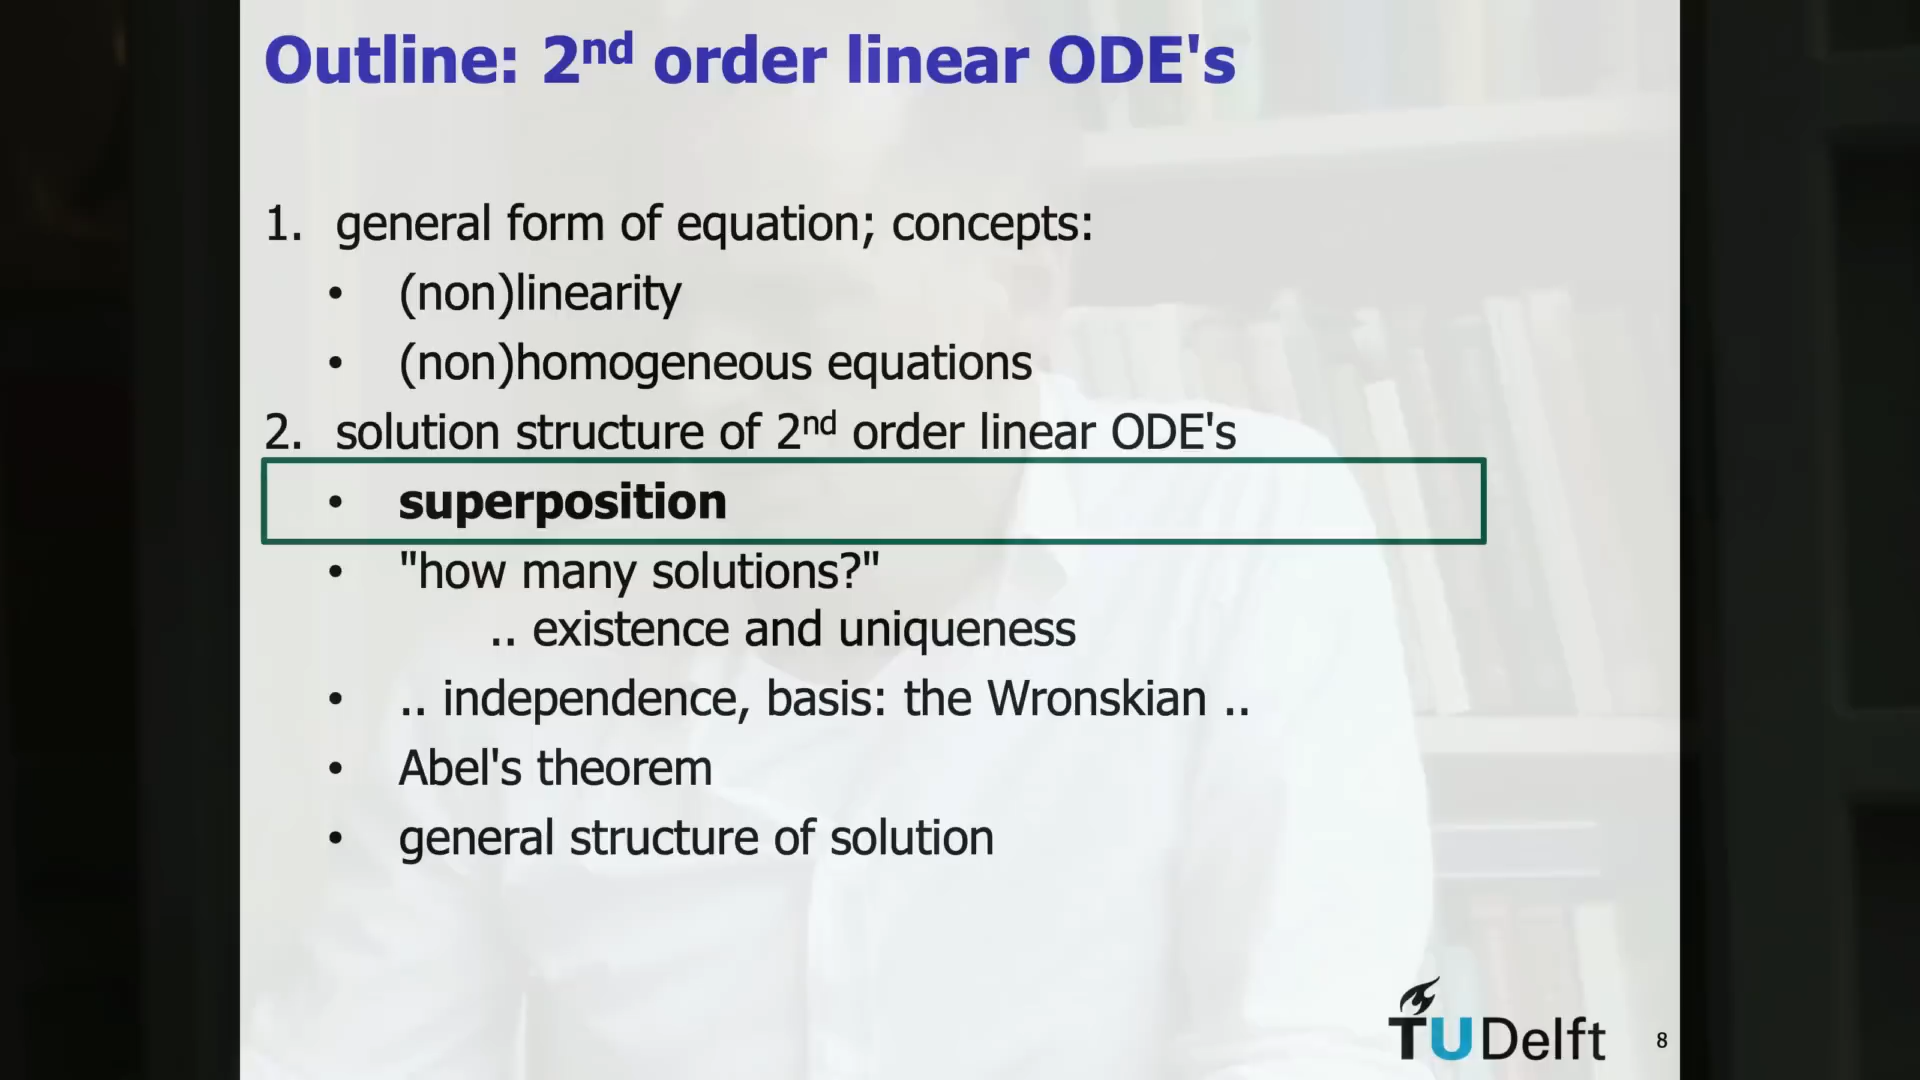 Outline: 2nd order linear ODE's
1. general form of equation; concepts:
• (non)linearity
• (non)homogeneous equations
2. solution structure of 2nd order linear ODE's
• superposition
• "how many solutions?"
.. existence and uniqueness
• .. independence, basis: the Wronskian ..
• Abel's theorem
• general structure of solution
TU Delft
8